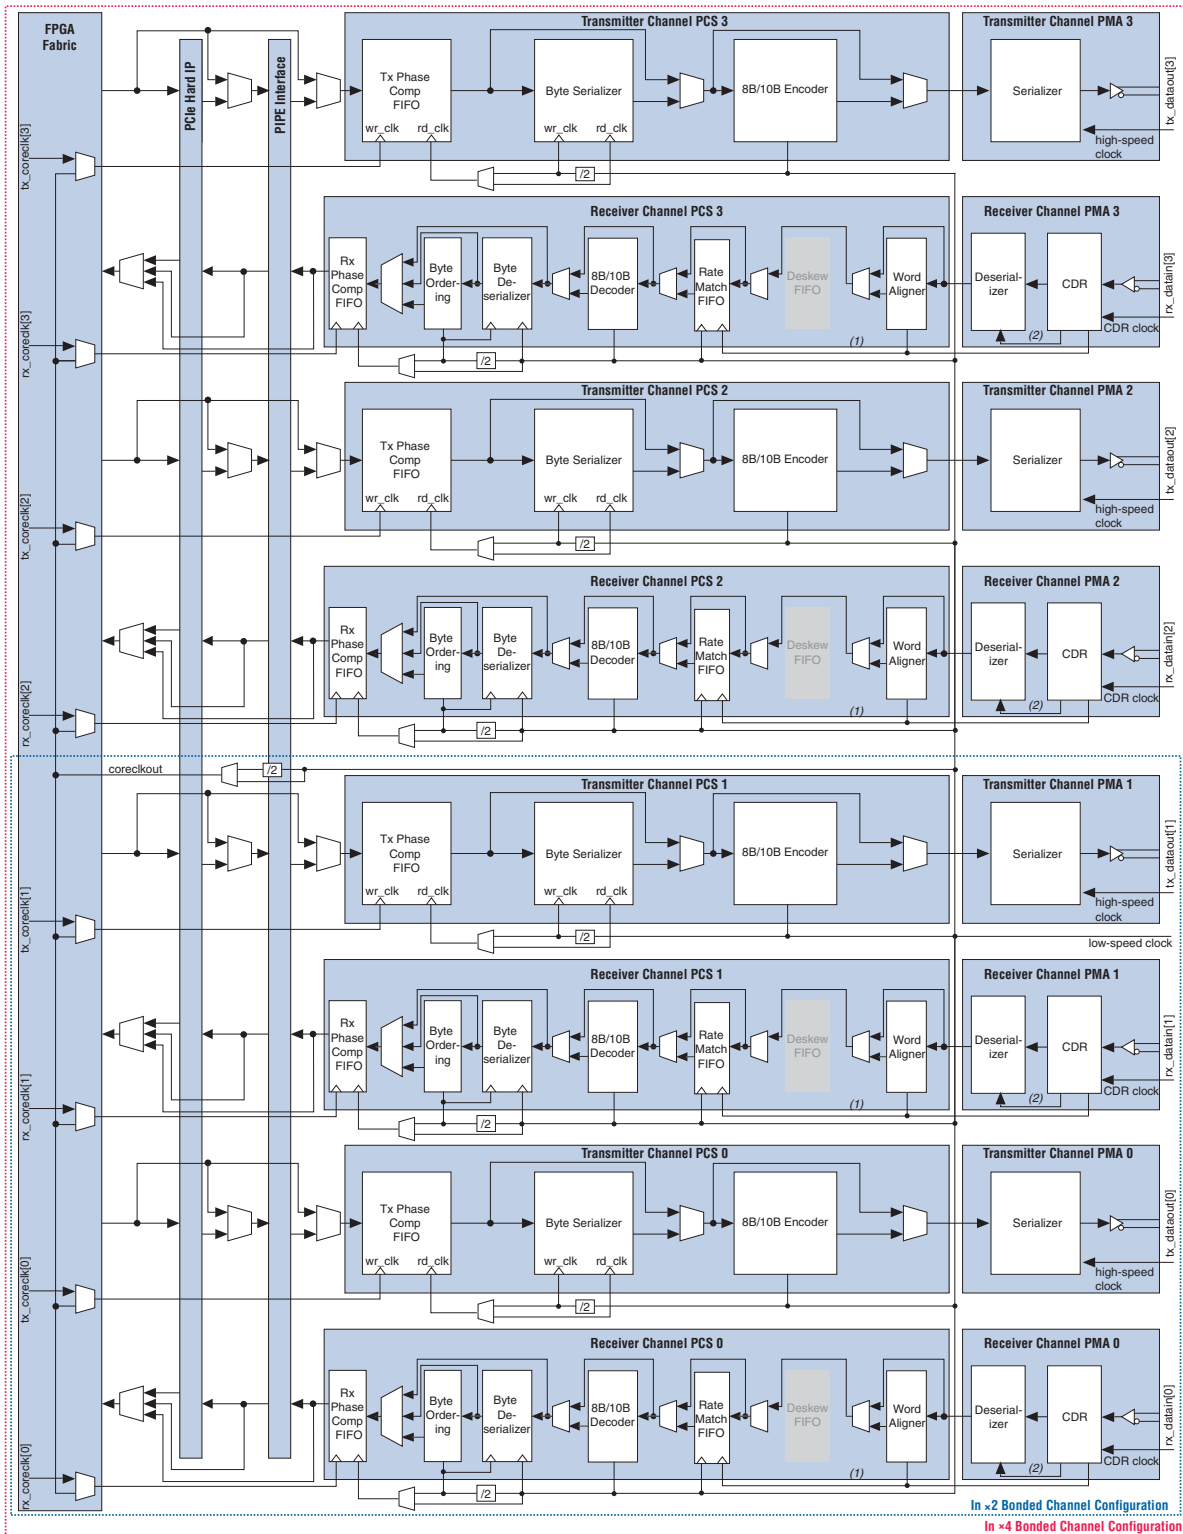 FPGA
Fabric
PCIe Hard IP
PIPE Interface
Transmitter Channel PCS 3
Tx Phase
Comp
FIFO
wr_clk
rd_clk
Byte Serializer
8B/10B Encoder
/2
Transmitter Channel PMA 3
Serializer
high-speed
clock
tx_dataout[3]
tx_coreclk[3]
Receiver Channel PCS 3
Rx
Phase
Comp
FIFO
Byte
Order-
ing
Byte
De-
serializer
8B/10B
Decoder
Rate
Match
FIFO
Deskew
FIFO
Word
Aligner
(1)
/2
Receiver Channel PMA 3
Deserial-
izer
CDR
(2)
CDR clock
rx_datain[3]
rx_coreclk[3]
Transmitter Channel PCS 2
Tx Phase
Comp
FIFO
wr_clk
rd_clk
Byte Serializer
8B/10B Encoder
/2
Transmitter Channel PMA 2
Serializer
high-speed
clock
tx_dataout[2]
tx_coreclk[2]
Receiver Channel PCS 2
Rx
Phase
Comp
FIFO
Byte
Order-
ing
Byte
De-
serializer
8B/10B
Decoder
Rate
Match
FIFO
Deskew
FIFO
Word
Aligner
(1)
/2
Receiver Channel PMA 2
Deserial-
izer
CDR
(2)
CDR clock
rx_datain[2]
rx_coreclk[2]
coreclkout
/2
Transmitter Channel PCS 1
Tx Phase
Comp
FIFO
wr_clk
rd_clk
Byte Serializer
8B/10B Encoder
/2
Transmitter Channel PMA 1
Serializer
high-speed
clock
tx_dataout[1]
low-speed clock
tx_coreclk[1]
Receiver Channel PCS 1
Rx
Phase
Comp
FIFO
Byte
Order-
ing
Byte
De-
serializer
8B/10B
Decoder
Rate
Match
FIFO
Deskew
FIFO
Word
Aligner
(1)
/2
Receiver Channel PMA 1
Deserial-
izer
CDR
(2)
CDR clock
rx_datain[1]
rx_coreclk[1]
Transmitter Channel PCS 0
Tx Phase
Comp
FIFO
wr_clk
rd_clk
Byte Serializer
8B/10B Encoder
/2
Transmitter Channel PMA 0
Serializer
high-speed
clock
tx_dataout[0]
tx_coreclk[0]
Receiver Channel PCS 0
Rx
Phase
Comp
FIFO
Byte
Order-
ing
Byte
De-
serializer
8B/10B
Decoder
Rate
Match
FIFO
Deskew
FIFO
Word
Aligner
(1)
/2
Receiver Channel PMA 0
Deserial-
izer
CDR
(2)
CDR clock
rx_datain[0]
rx_coreclk[0]
In ×2 Bonded Channel Configuration
In ×4 Bonded Channel Configuration